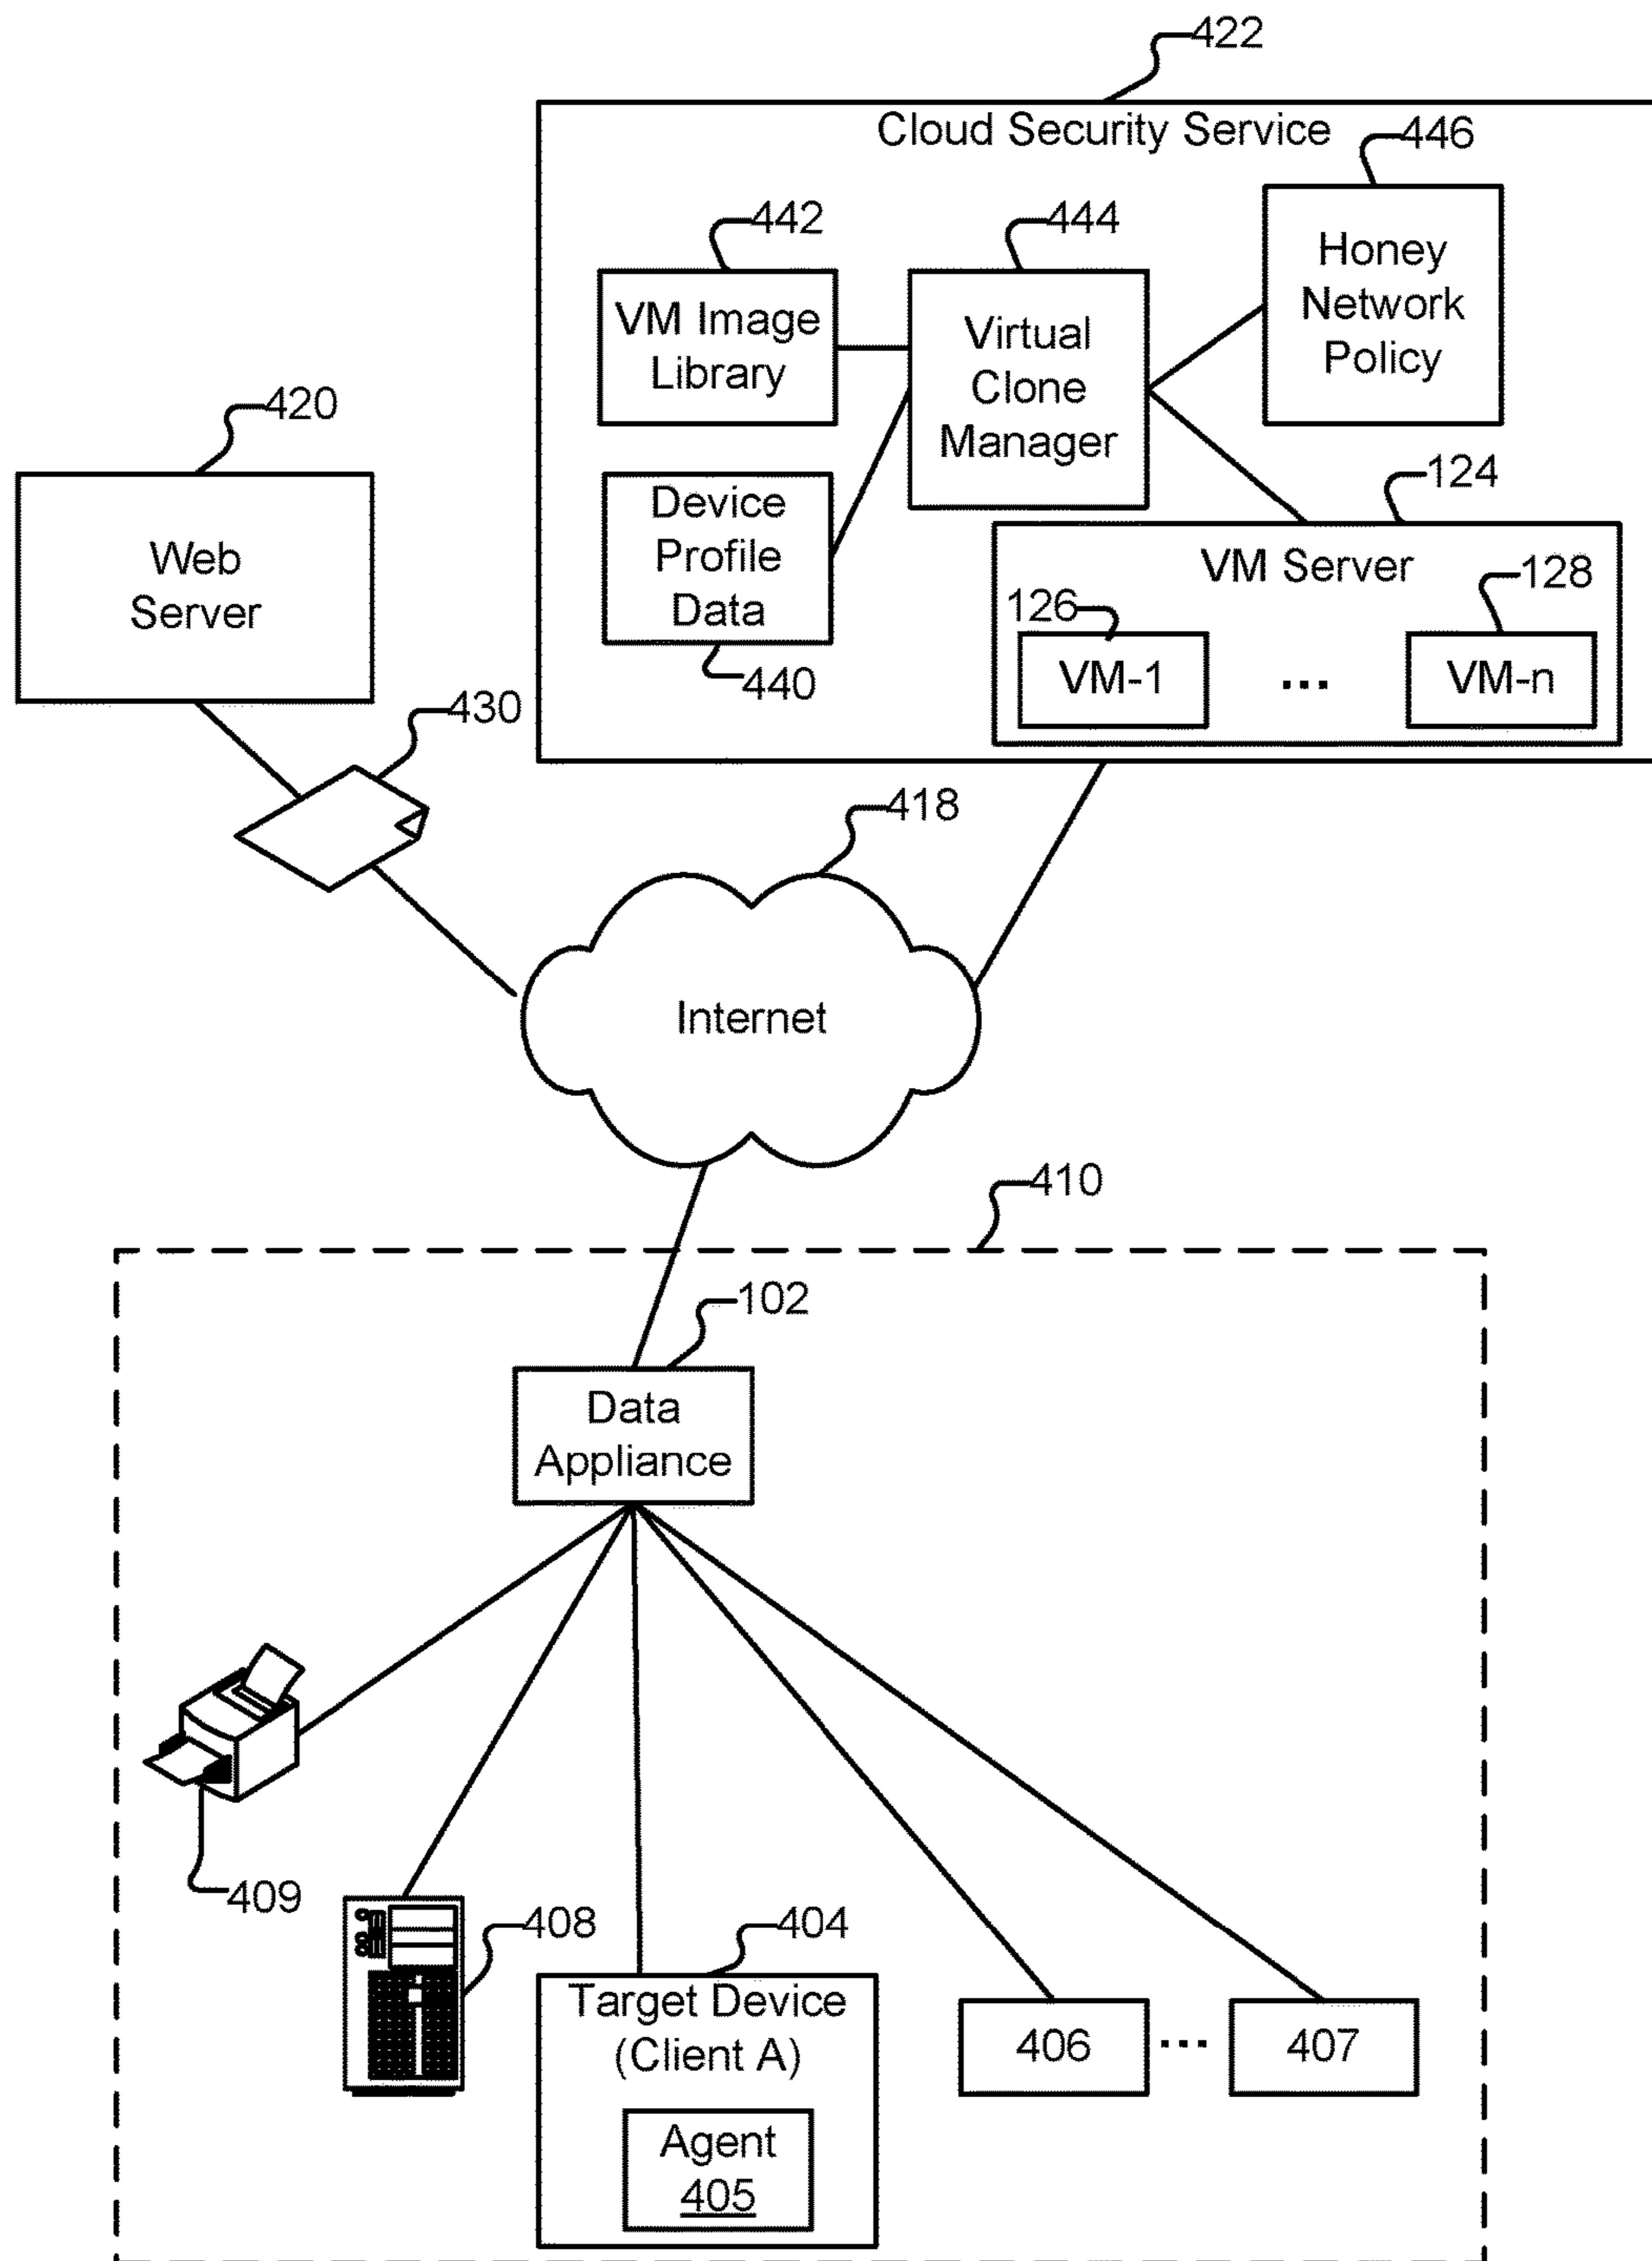 422
Cloud Security Service
446
442
444
Honey
Network
Policy
VM Image
Library
Virtual
Clone
Manager
420
124
Device
Profile
Data
Web
Server
VM Server
126
128
VM-1
...
VM-n
440
430
418
Internet
410
102
Data
Appliance
409
408
404
Target Device
(Client A)
406
...
407
Agent
405